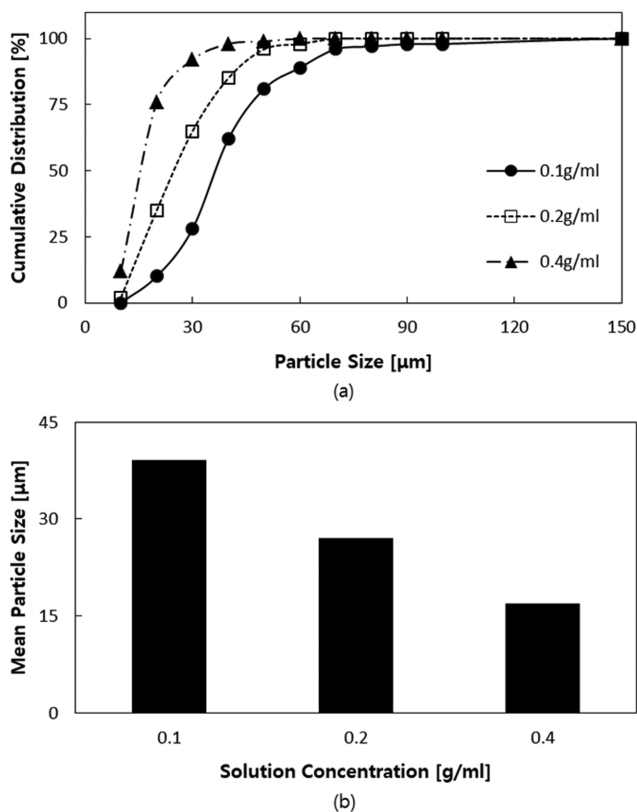 Cumulative Distribution [%]
100
75
50
25
0
0.1g/ml
0.2g/ml
0.4g/ml
0 30 60 90 120 150
Particle Size [µm]
(a)
Mean Particle Size [µm]
45
30
15
0
0.1 0.2 0.4
Solution Concentration [g/ml]
(b)